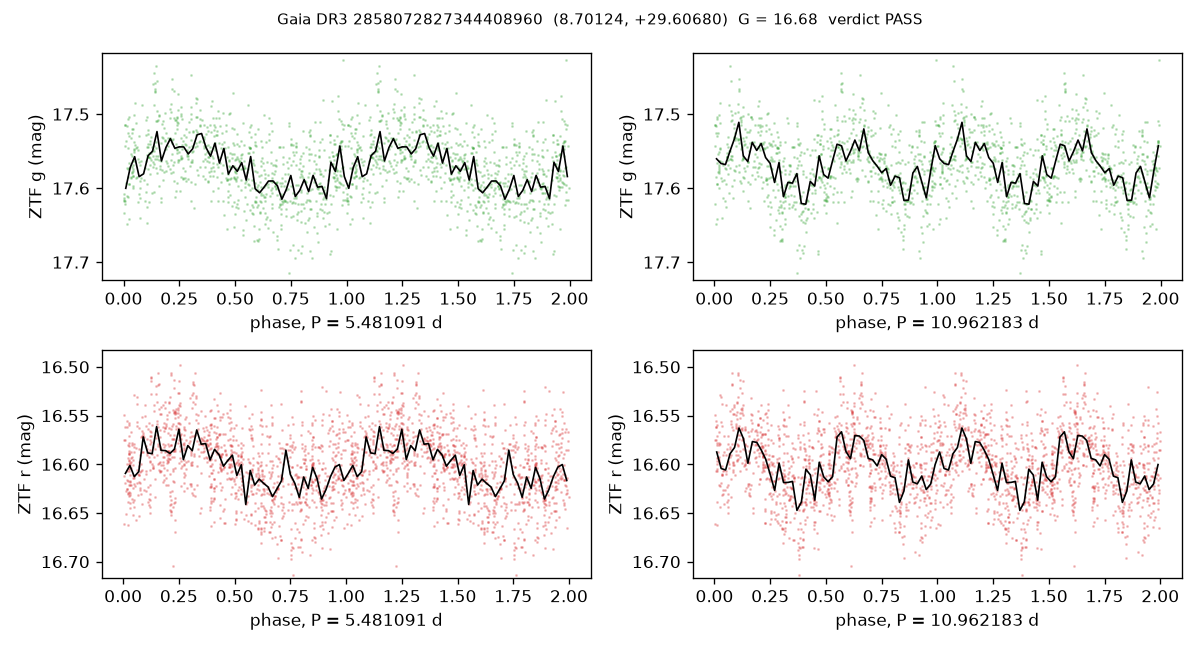 Gaia DR3 2858072827344408960  (8.70124, +29.60680)  G = 16.68  verdict PASS
ZTF g (mag)
17.5
17.6
17.7
0.00 0.25 0.50 0.75 1.00 1.25 1.50 1.75 2.00
phase, P = 5.481091 d
ZTF g (mag)
17.5
17.6
17.7
0.00 0.25 0.50 0.75 1.00 1.25 1.50 1.75 2.00
phase, P = 10.962183 d
ZTF r (mag)
16.50
16.55
16.60
16.65
16.70
0.00 0.25 0.50 0.75 1.00 1.25 1.50 1.75 2.00
phase, P = 5.481091 d
ZTF r (mag)
16.50
16.55
16.60
16.65
16.70
0.00 0.25 0.50 0.75 1.00 1.25 1.50 1.75 2.00
phase, P = 10.962183 d